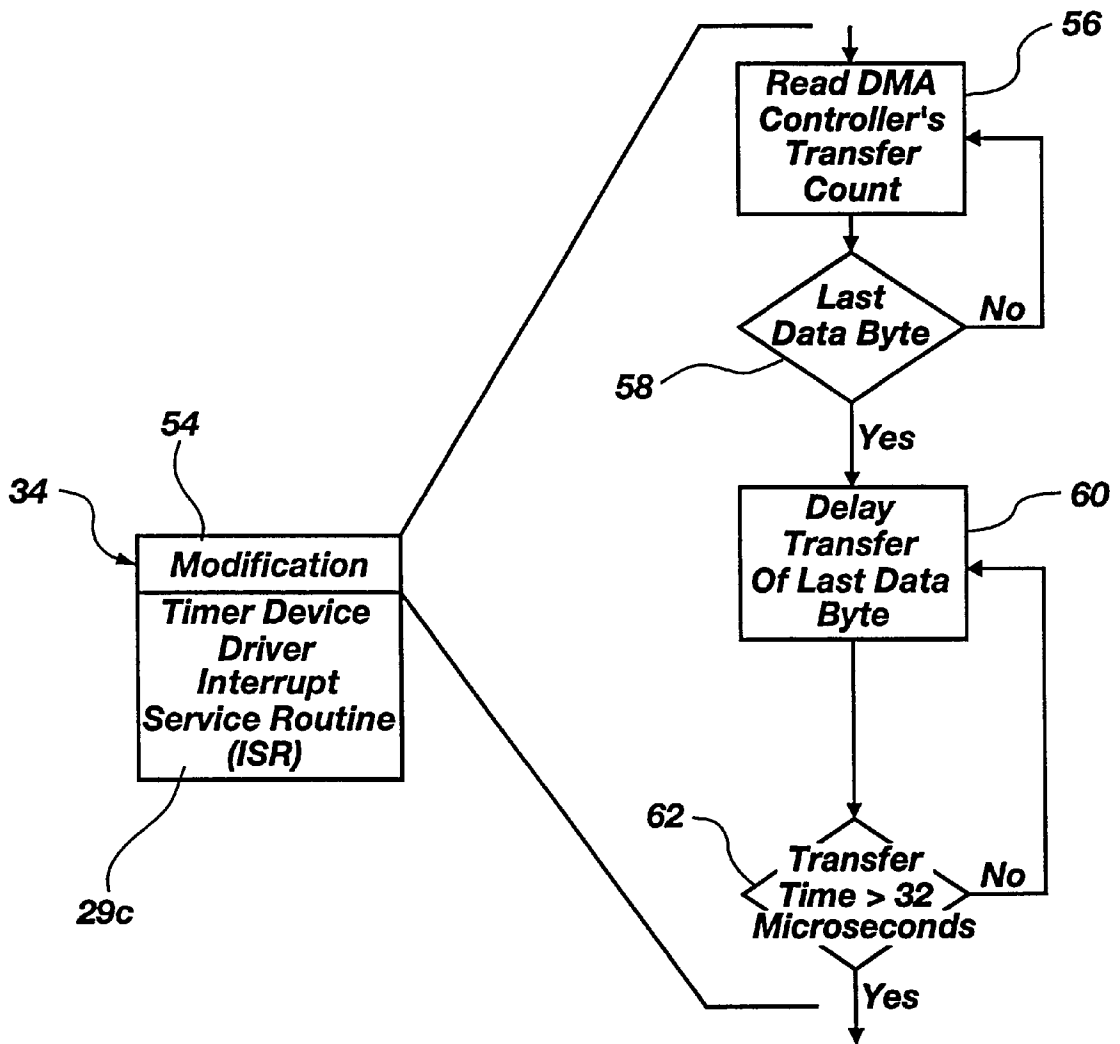 56
Read DMA
Controller's
Transfer
Count
Last
Data Byte
No
58
Yes
54
34
Modification
Timer Device
Driver
Interrupt
Service Routine
(ISR)
29c
60
Delay
Transfer
Of Last Data
Byte
62
Transfer
Time > 32
Microseconds
No
Yes